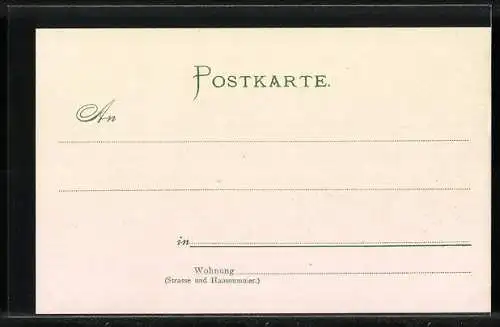 POSTKARTE.
An
in
Wohnung
(Strasse und Hausnummer.)